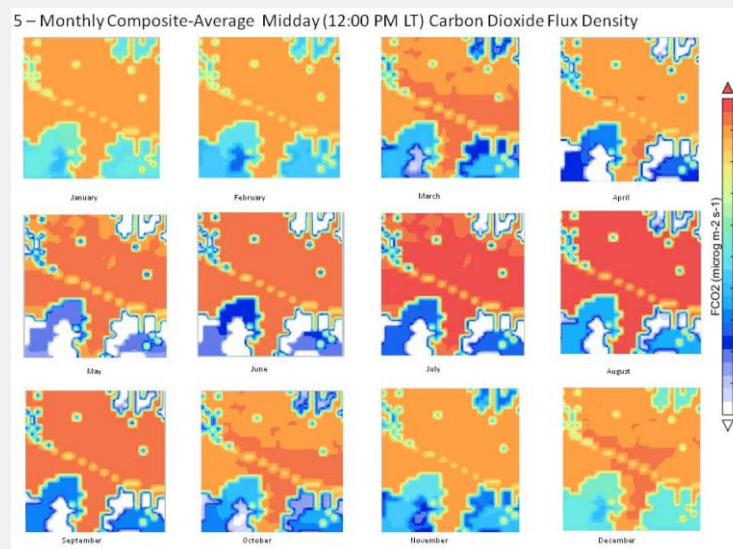 5 – Monthly Composite-Average Midday (12:00 PM LT) Carbon Dioxide Flux Density
January
February
March
April
FCO2 (microg m-2 s-1)
May
June
July
August
September
October
November
December